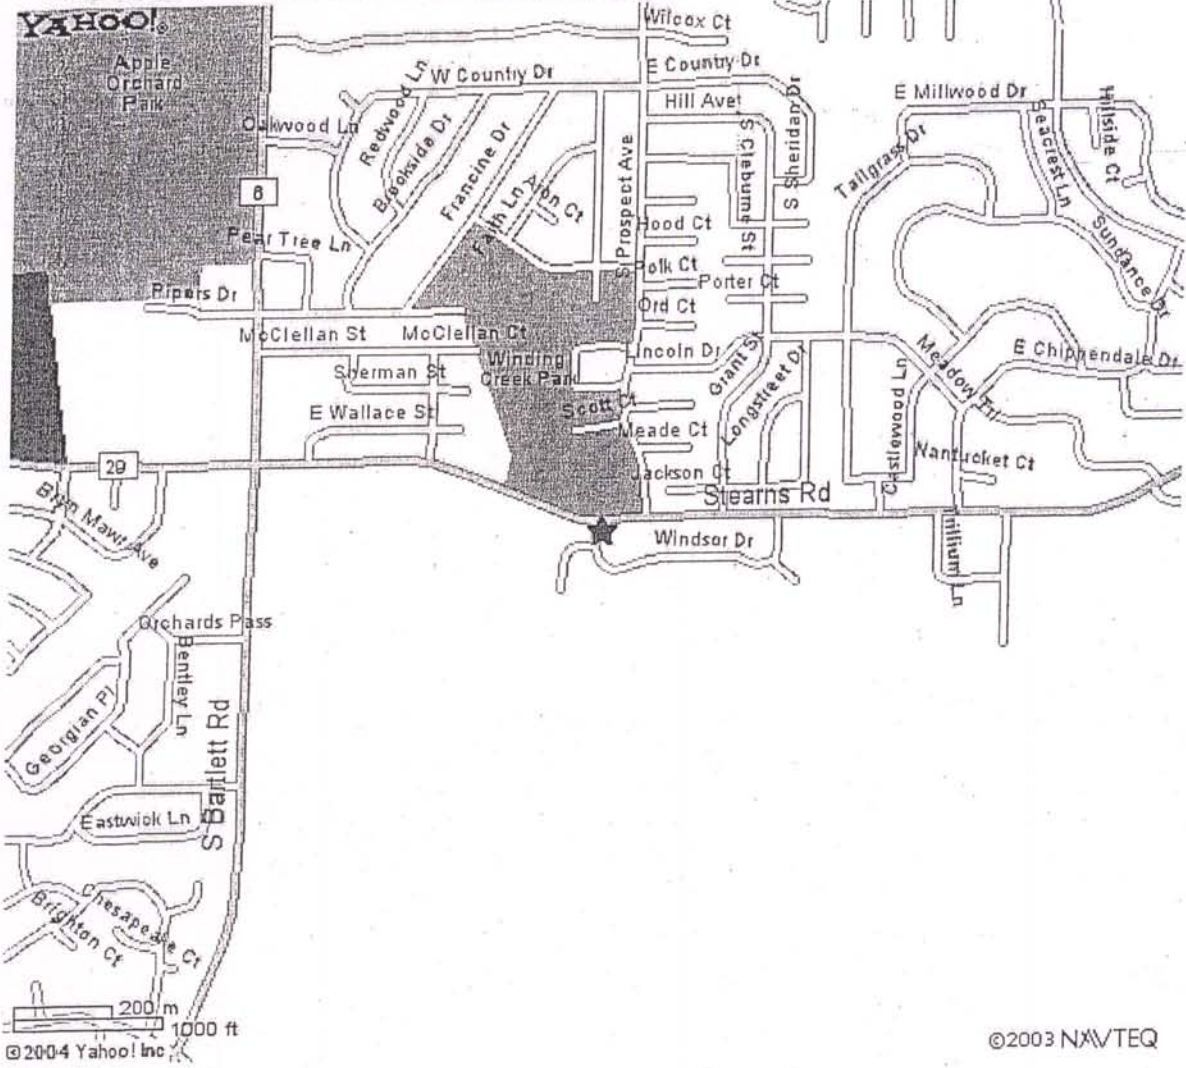 YAHOO!
Apple
Orchard
Park
Wilcox Ct
W Country Dr
E Country Dr
Hill Ave
E Millwood Dr
Oakwood Ln
Redwood Ln
Brookside Dr
Francine Dr
S Prospect Ave
S Cleburne St
S Sheridan Dr
Tallgrass Dr
Seacrest Ln
Hillside Ct
6
Faith Ln
Alon Ct
Hood Ct
Pear Tree Ln
Polk Ct
Porter Ct
Sundance Dr
Pipers Dr
Ord Ct
McClellan St
McClellan Ct
Lincoln Dr
Grant St
Longstreet Dr
Meadow Trl
E Chippendale Dr
Winding
Creek Park
Sherman St
Castlewood Ln
Scott Ct
E Wallace St
Meade Ct
29
Jackson Ct
Nantucket Ct
Stearns Rd
Bryn Mawr Ave
Windsor Dr
Orchards Pass
Bentley Ln
Georgian Pl
S Bartlett Rd
Eastwick Ln
Chesapeake Ct
Brighton Ct
200 m
1000 ft
©2004 Yahoo! Inc
©2003 NAVTEQ